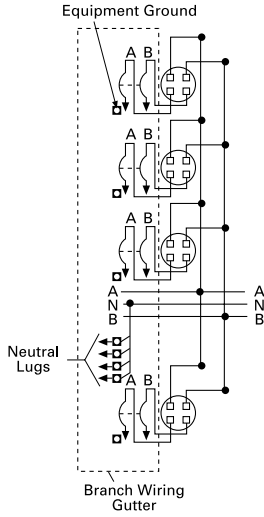 Equipment Ground
A B
A B
A B
A A
N N
B B
Neutral
Lugs
A B
Branch Wiring
Gutter